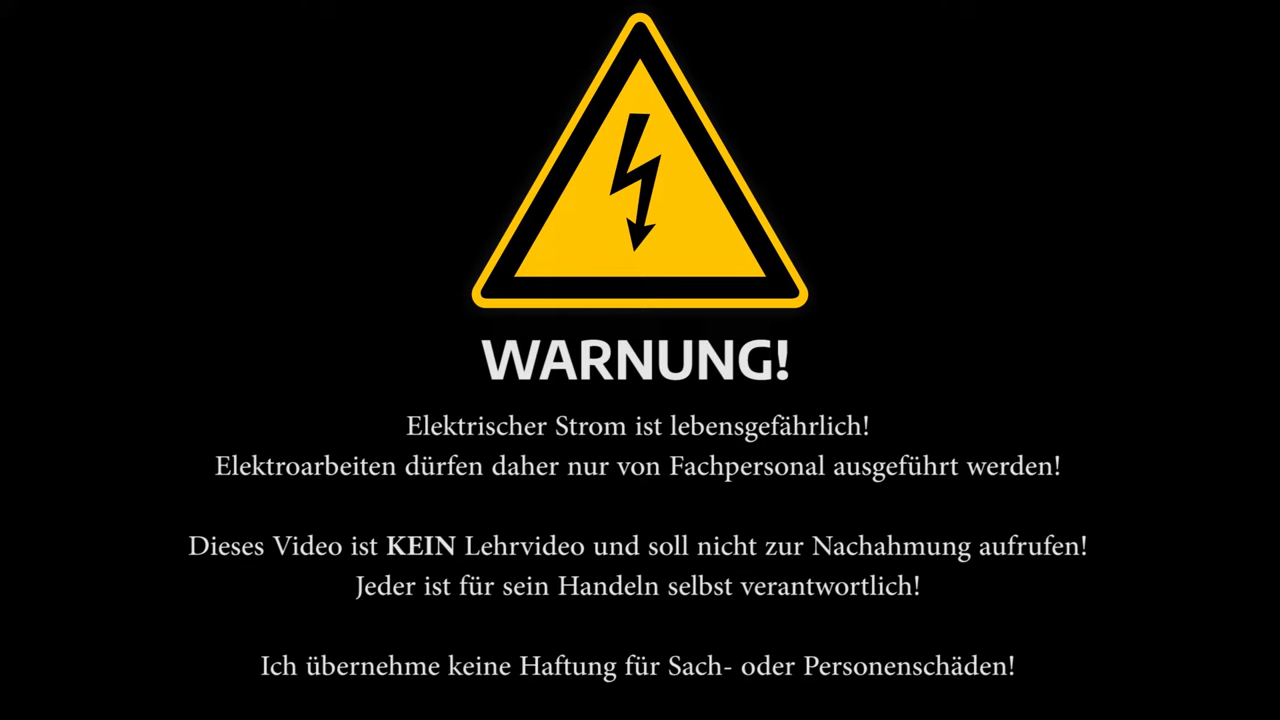 WARNUNG!
Elektrischer Strom ist lebensgefährlich!
Elektroarbeiten dürfen daher nur von Fachpersonal ausgeführt werden!
Dieses Video ist KEIN Lehrvideo und soll nicht zur Nachahmung aufrufen!
Jeder ist für sein Handeln selbst verantwortlich!
Ich übernehme keine Haftung für Sach- oder Personenschäden!